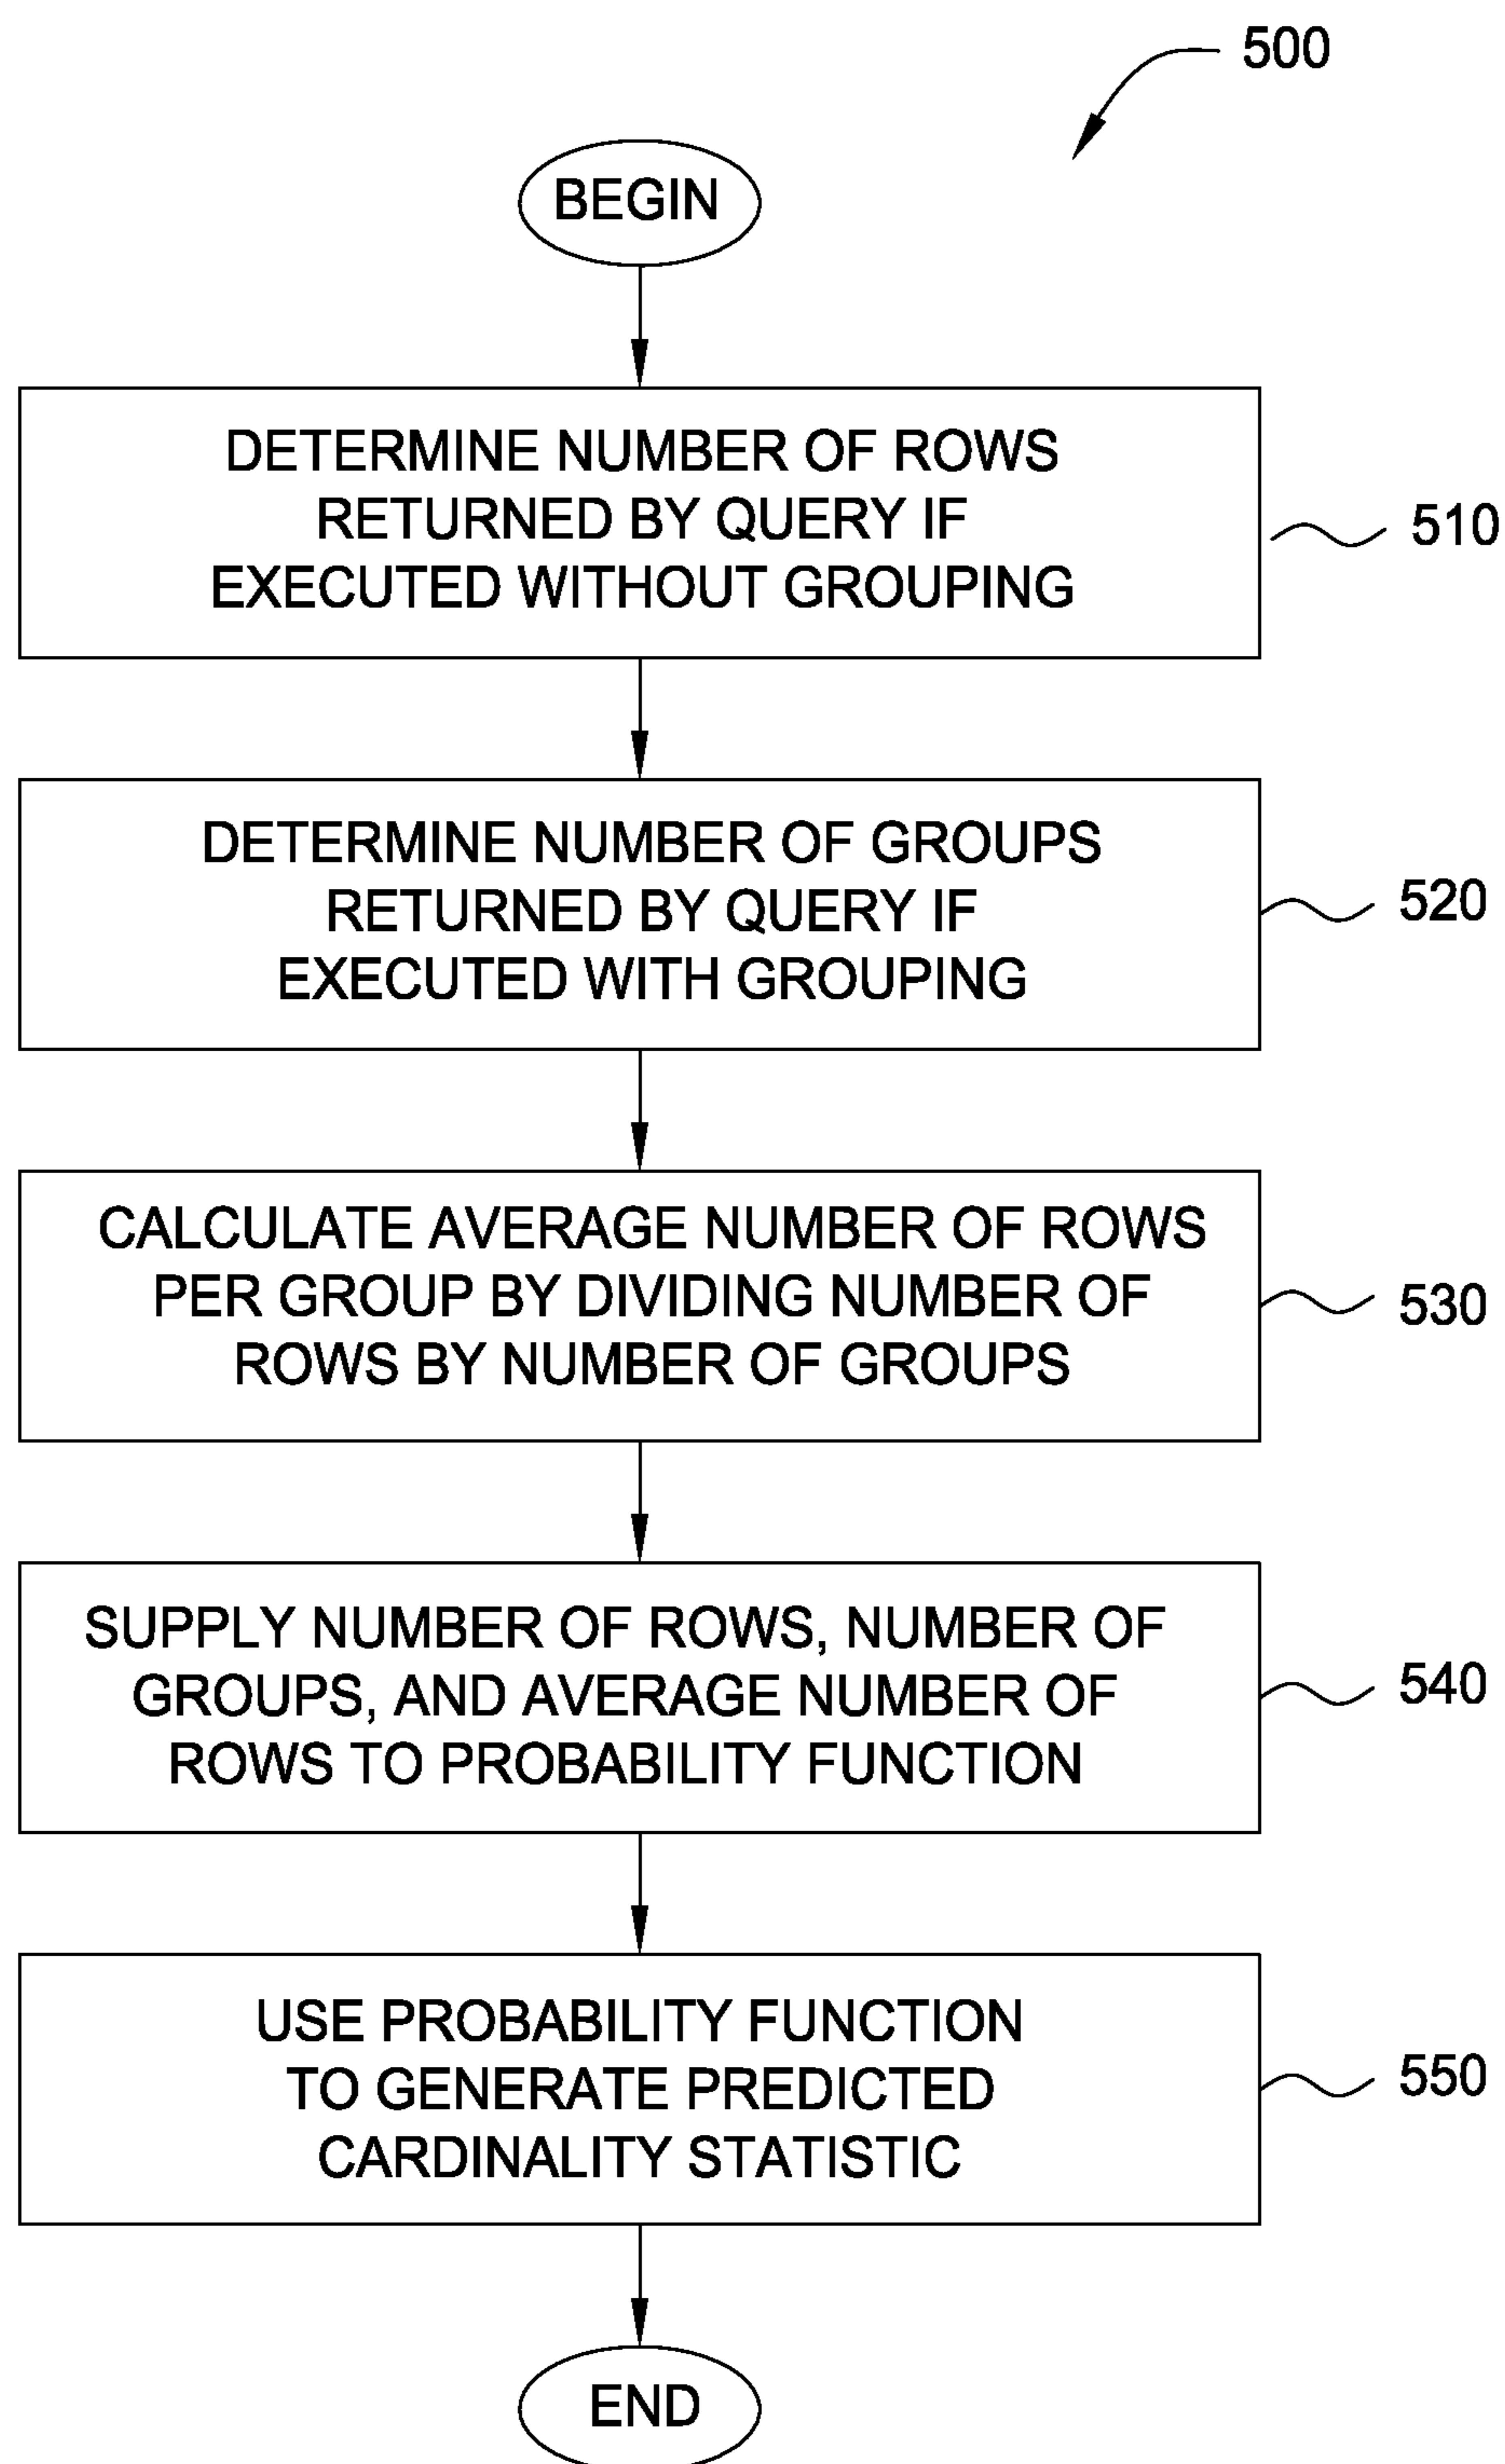 500
BEGIN
DETERMINE NUMBER OF ROWS
RETURNED BY QUERY IF
EXECUTED WITHOUT GROUPING
510
DETERMINE NUMBER OF GROUPS
RETURNED BY QUERY IF
EXECUTED WITH GROUPING
520
CALCULATE AVERAGE NUMBER OF ROWS
PER GROUP BY DIVIDING NUMBER OF
ROWS BY NUMBER OF GROUPS
530
SUPPLY NUMBER OF ROWS, NUMBER OF
GROUPS, AND AVERAGE NUMBER OF
ROWS TO PROBABILITY FUNCTION
540
USE PROBABILITY FUNCTION
TO GENERATE PREDICTED
CARDINALITY STATISTIC
550
END